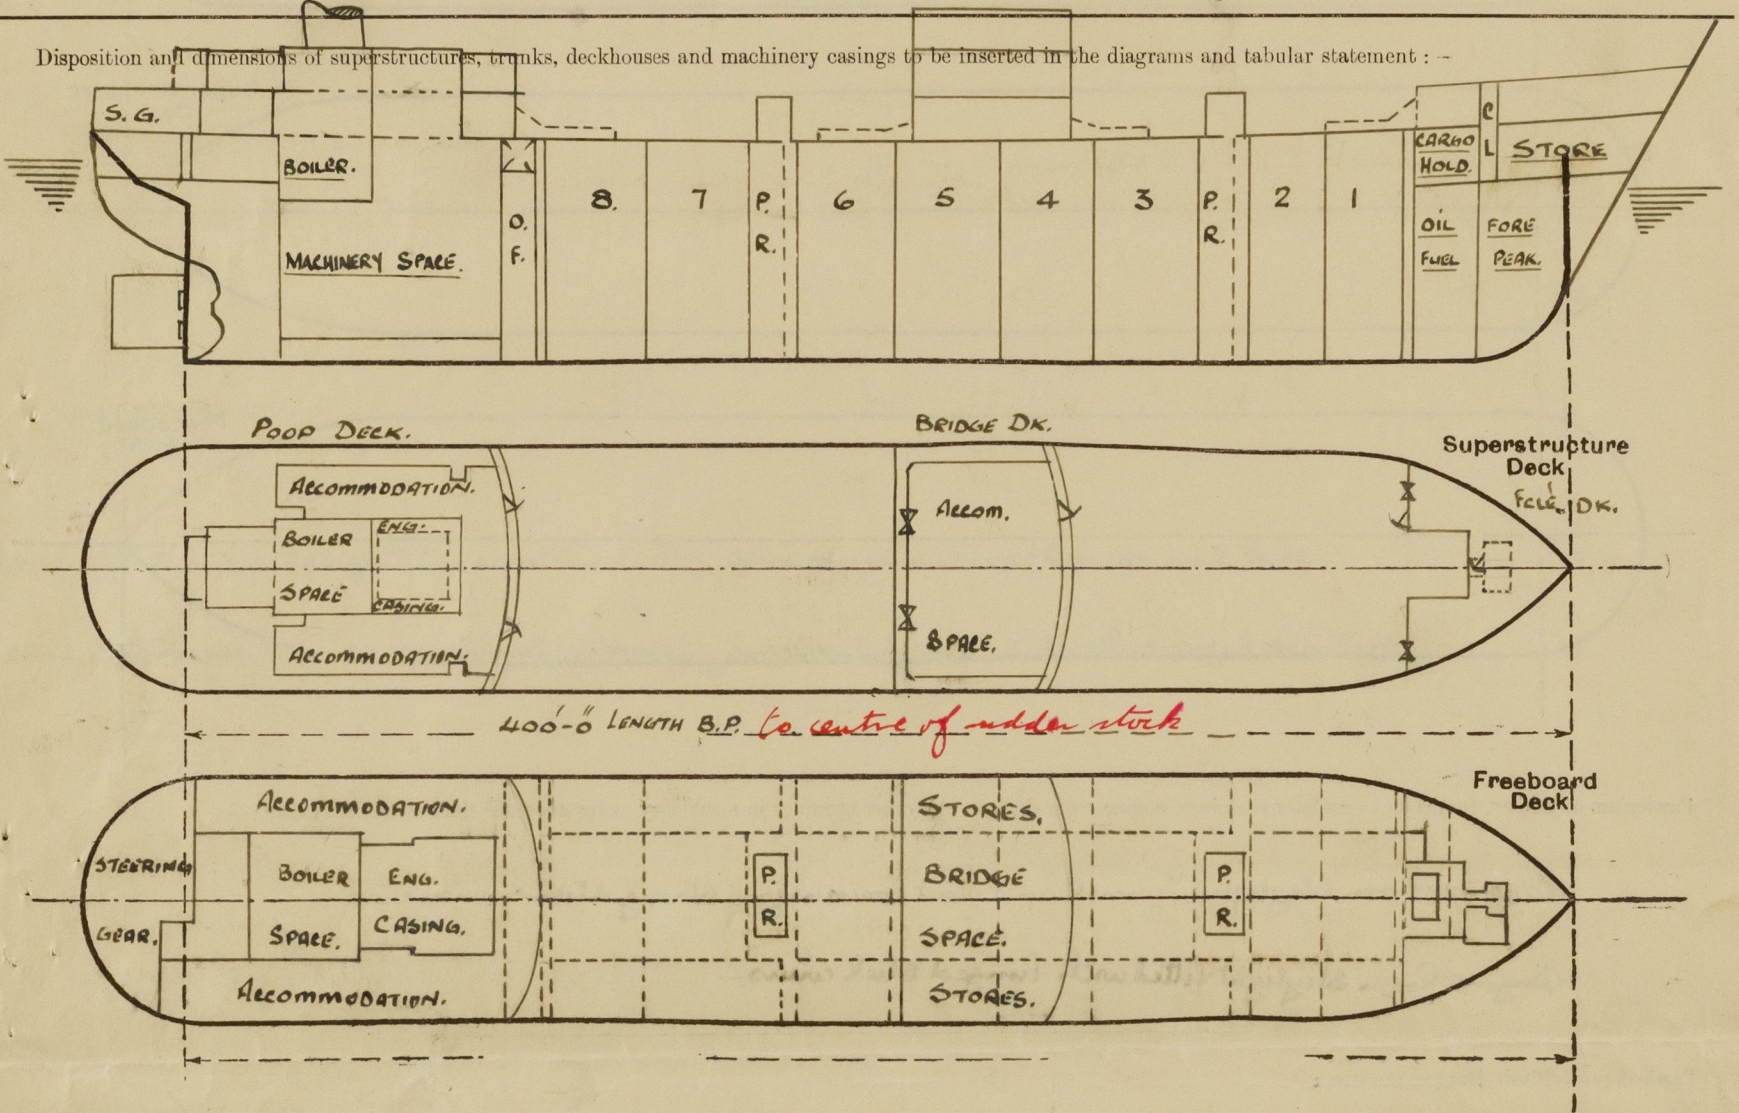 Disposition and dimensions of superstructures, trunks, deckhouses and machinery casings to be inserted in the diagrams and tabular statement : –
S.G.
BOILER.
MACHINERY SPACE.
O.
F.
8.
7
P.
R.
6
5
4
3
P.
R.
2
1
CARGO
HOLD.
C
L
STORE
OIL
FUEL
FORE
PEAK.
POOP DECK.
BRIDGE DK.
Superstructure
Deck
FCLE. DK.
ACCOMMODATION.
BOILER
SPACE
ENG.
CASING.
ACCOMMODATION.
ACCOM.
SPACE.
400'-0" LENGTH B.P. to centre of rudder stock
Freeboard
Deck
ACCOMMODATION.
STEERING
GEAR.
BOILER
SPACE.
ENG.
CASING.
ACCOMMODATION.
P.
R.
STORES.
BRIDGE
SPACE.
STORES.
P.
R.